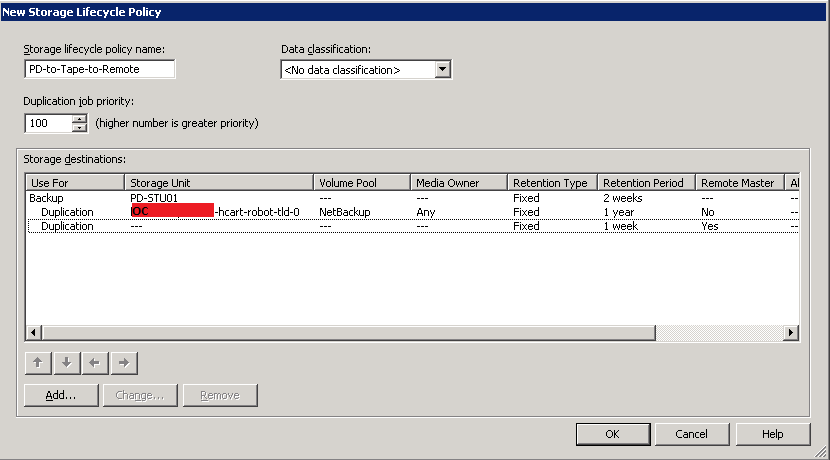 New Storage Lifecycle Policy
Storage lifecycle policy name: Data classification:
PD-to-Tape-to-Remote <No data classification>
Duplication job priority:
100 (higher number is greater priority)
Storage destinations:
Use For Storage Unit Volume Pool Media Owner Retention Type Retention Period Remote Master Al
Backup PD-STU01 --- --- Fixed 2 weeks --- --
Duplication IOC -hcart-robot-tld-0 NetBackup Any Fixed 1 year No --
Duplication --- --- --- Fixed 1 week Yes --
Add... Change... Remove
OK Cancel Help